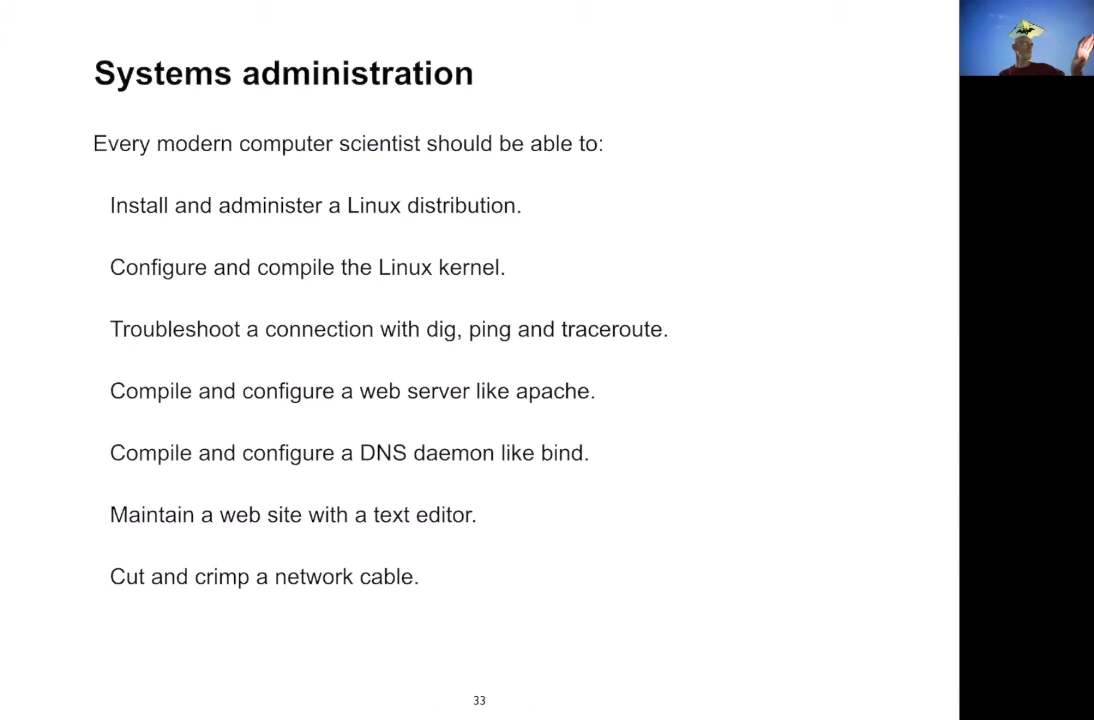 Systems administration
Every modern computer scientist should be able to:
Install and administer a Linux distribution.
Configure and compile the Linux kernel.
Troubleshoot a connection with dig, ping and traceroute.
Compile and configure a web server like apache.
Compile and configure a DNS daemon like bind.
Maintain a web site with a text editor.
Cut and crimp a network cable.
33